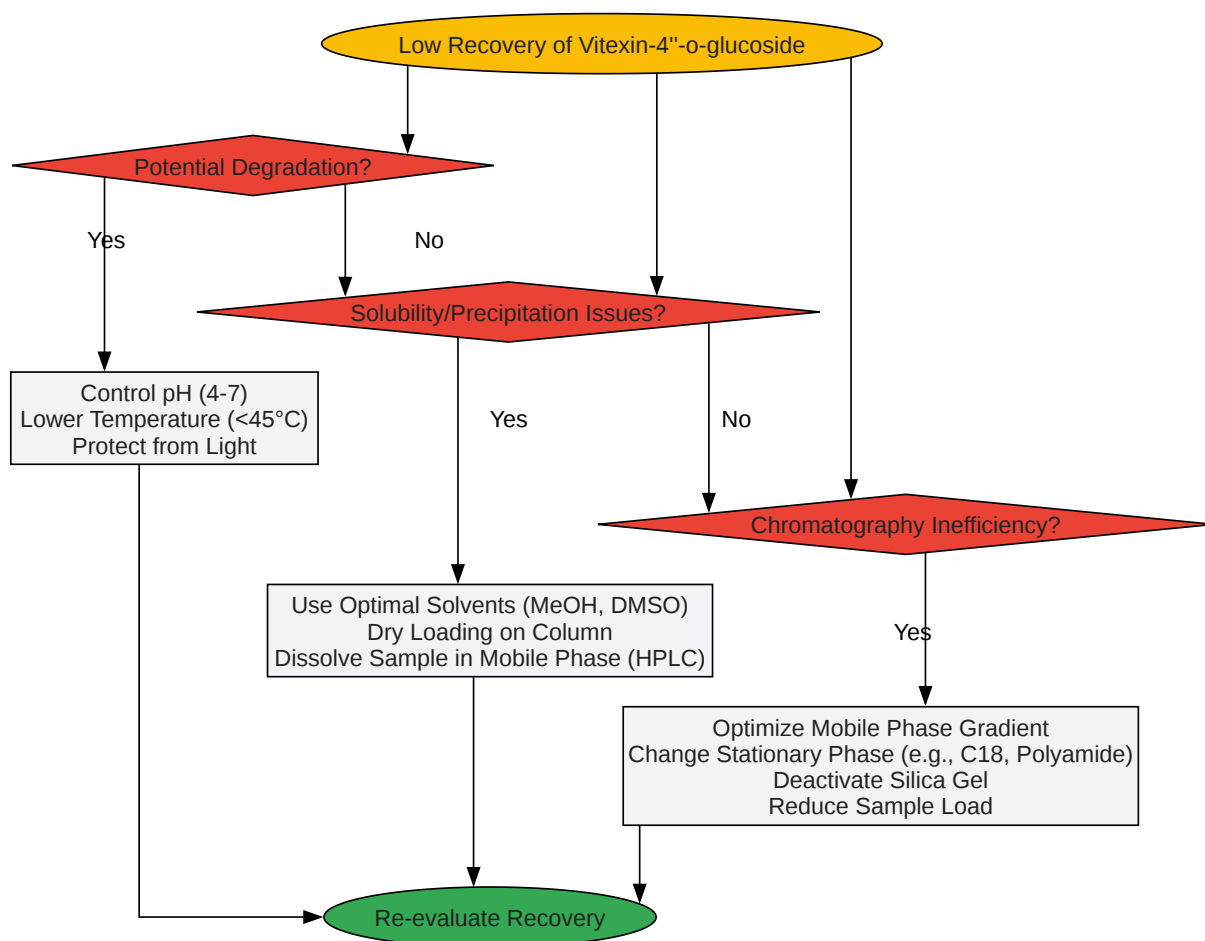 Low Recovery of Vitexin-4''-o-glucoside
Potential Degradation?
Yes
No
Solubility/Precipitation Issues?
Control pH (4-7)
Lower Temperature (<45°C)
Protect from Light
Yes
No
Chromatography Inefficiency?
Use Optimal Solvents (MeOH, DMSO)
Dry Loading on Column
Dissolve Sample in Mobile Phase (HPLC)
Yes
Optimize Mobile Phase Gradient
Change Stationary Phase (e.g., C18, Polyamide)
Deactivate Silica Gel
Reduce Sample Load
Re-evaluate Recovery